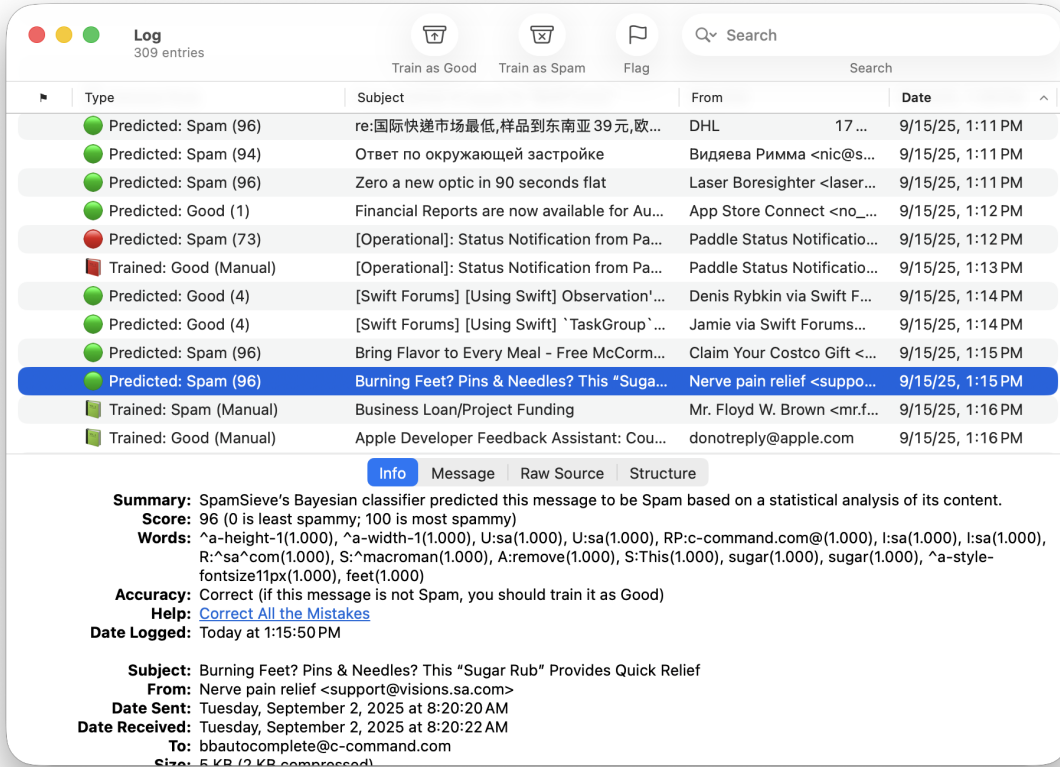 Log
309 entries
Train as Good
Train as Spam
Flag
Search
Search
Type Subject From Date
Predicted: Spam (96) re:国际快递市场最低,样品到东南亚39元,欧... DHL 17... 9/15/25, 1:11 PM
Predicted: Spam (94) Ответ по окружающей застройке Видяева Римма <nic@s... 9/15/25, 1:11 PM
Predicted: Spam (96) Zero a new optic in 90 seconds flat Laser Boresighter <laser... 9/15/25, 1:11 PM
Predicted: Good (1) Financial Reports are now available for Au... App Store Connect <no_... 9/15/25, 1:12 PM
Predicted: Spam (73) [Operational]: Status Notification from Pa... Paddle Status Notificatio... 9/15/25, 1:12 PM
Trained: Good (Manual) [Operational]: Status Notification from Pa... Paddle Status Notificatio... 9/15/25, 1:13 PM
Predicted: Good (4) [Swift Forums] [Using Swift] Observation'... Denis Rybkin via Swift F... 9/15/25, 1:14 PM
Predicted: Good (4) [Swift Forums] [Using Swift] `TaskGroup`... Jamie via Swift Forums... 9/15/25, 1:14 PM
Predicted: Spam (96) Bring Flavor to Every Meal - Free McCorm... Claim Your Costco Gift <... 9/15/25, 1:15 PM
Predicted: Spam (96) Burning Feet? Pins & Needles? This “Suga... Nerve pain relief <suppo... 9/15/25, 1:15 PM
Trained: Spam (Manual) Business Loan/Project Funding Mr. Floyd W. Brown <mr.f... 9/15/25, 1:16 PM
Trained: Good (Manual) Apple Developer Feedback Assistant: Cou... donotreply@apple.com 9/15/25, 1:16 PM
Info Message Raw Source Structure
Summary: SpamSieve’s Bayesian classifier predicted this message to be Spam based on a statistical analysis of its content.
Score: 96 (0 is least spammy; 100 is most spammy)
Words: ^a-height-1(1.000), ^a-width-1(1.000), U:sa(1.000), U:sa(1.000), RP:c-command.com@(1.000), I:sa(1.000), I:sa(1.000),
R:^sa^com(1.000), S:^macroman(1.000), A:remove(1.000), S:This(1.000), sugar(1.000), sugar(1.000), ^a-style-
fontsize11px(1.000), feet(1.000)
Accuracy: Correct (if this message is not Spam, you should train it as Good)
Help: Correct All the Mistakes
Date Logged: Today at 1:15:50 PM
Subject: Burning Feet? Pins & Needles? This “Sugar Rub” Provides Quick Relief
From: Nerve pain relief <support@visions.sa.com>
Date Sent: Tuesday, September 2, 2025 at 8:20:20 AM
Date Received: Tuesday, September 2, 2025 at 8:20:22 AM
To: bbautocomplete@c-command.com
Size: 5 KB (2 KB compressed)